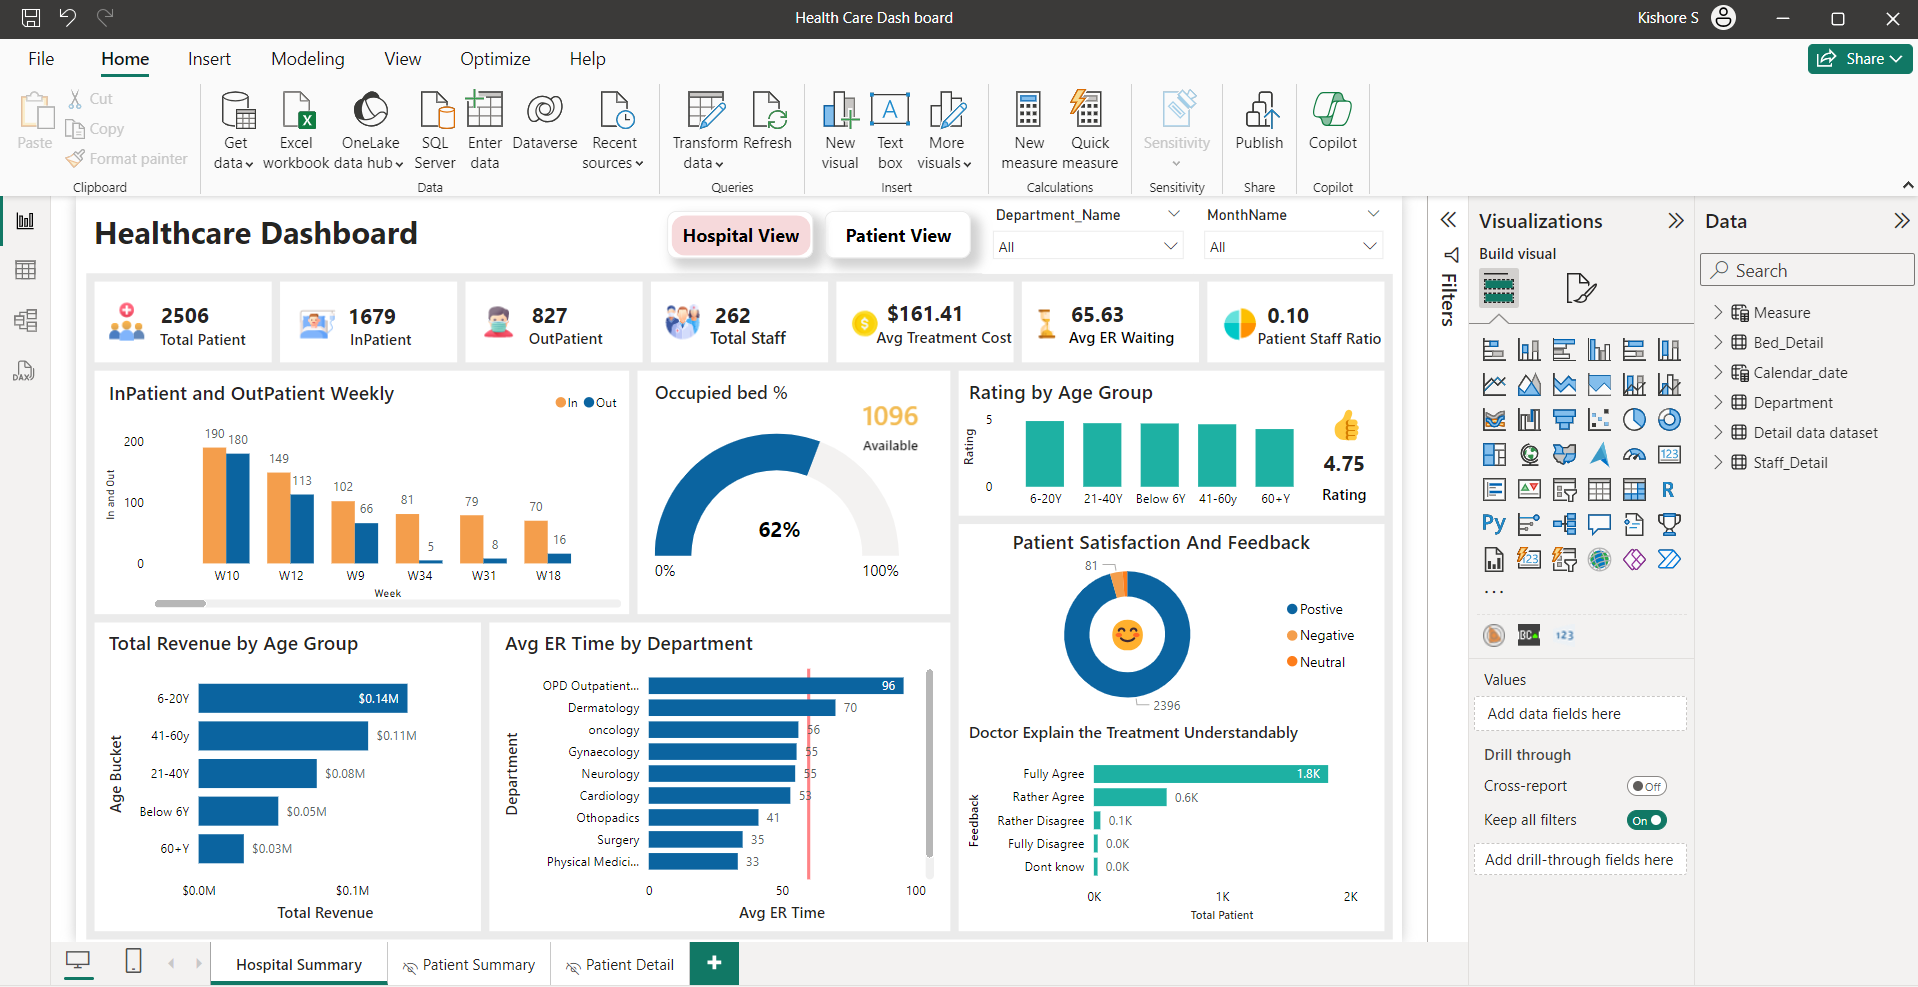 Health Care Dash board
Kishore S
File
Home
Insert
Modeling
View
Optimize
Help
Share
Paste
Cut
Copy
Format painter
Clipboard
Get
data
Excel
workbook
OneLake
data hub
SQL
Server
Enter
data
Dataverse
Recent
sources
Data
Transform
data
Refresh
Queries
New
visual
Text
box
More
visuals
Insert
New
measure
Quick
measure
Calculations
Sensitivity
Sensitivity
Publish
Share
Copilot
Copilot
Healthcare Dashboard
Hospital View
Patient View
Department_Name
All
MonthName
All
2506
Total Patient
1679
InPatient
827
OutPatient
262
Total Staff
$161.41
Avg Treatment Cost
65.63
Avg ER Waiting
0.10
Patient Staff Ratio
InPatient and OutPatient Weekly
In
Out
In and Out
200
100
0
190
180
149
113
102
66
81
5
79
8
70
16
W10
W12
W9
W34
W31
W18
Week
Occupied bed %
1096
Available
62%
0%
100%
Rating by Age Group
Rating
5
0
6-20Y
21-40Y
Below 6Y
41-60y
60+Y
4.75
Rating
Patient Satisfaction And Feedback
81
2396
Postive
Negative
Neutral
Total Revenue by Age Group
Age Bucket
6-20Y
$0.14M
41-60y
$0.11M
21-40Y
$0.08M
Below 6Y
$0.05M
60+Y
$0.03M
$0.0M
$0.1M
Total Revenue
Avg ER Time by Department
Department
OPD Outpatient...
96
Dermatology
70
oncology
56
Gynaecology
55
Neurology
55
Cardiology
53
Othopadics
41
Surgery
35
Physical Medici...
33
0
50
100
Avg ER Time
Doctor Explain the Treatment Understandably
Feedback
Fully Agree
1.8K
Rather Agree
0.6K
Rather Disagree
0.1K
Fully Disagree
0.0K
Dont know
0.0K
0K
1K
2K
Total Patient
Hospital Summary
Patient Summary
Patient Detail
Filters
Visualizations
Build visual
123
R
Py
123
...
BC
123
Values
Add data fields here
Drill through
Cross-report
Off
Keep all filters
On
Add drill-through fields here
Data
Search
Measure
Bed_Detail
Calendar_date
Department
Detail data dataset
Staff_Detail
DAX